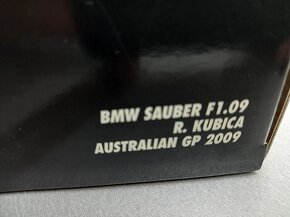 BMW SAUBER F1.09
R. KUBICA
AUSTRALIAN GP 2009